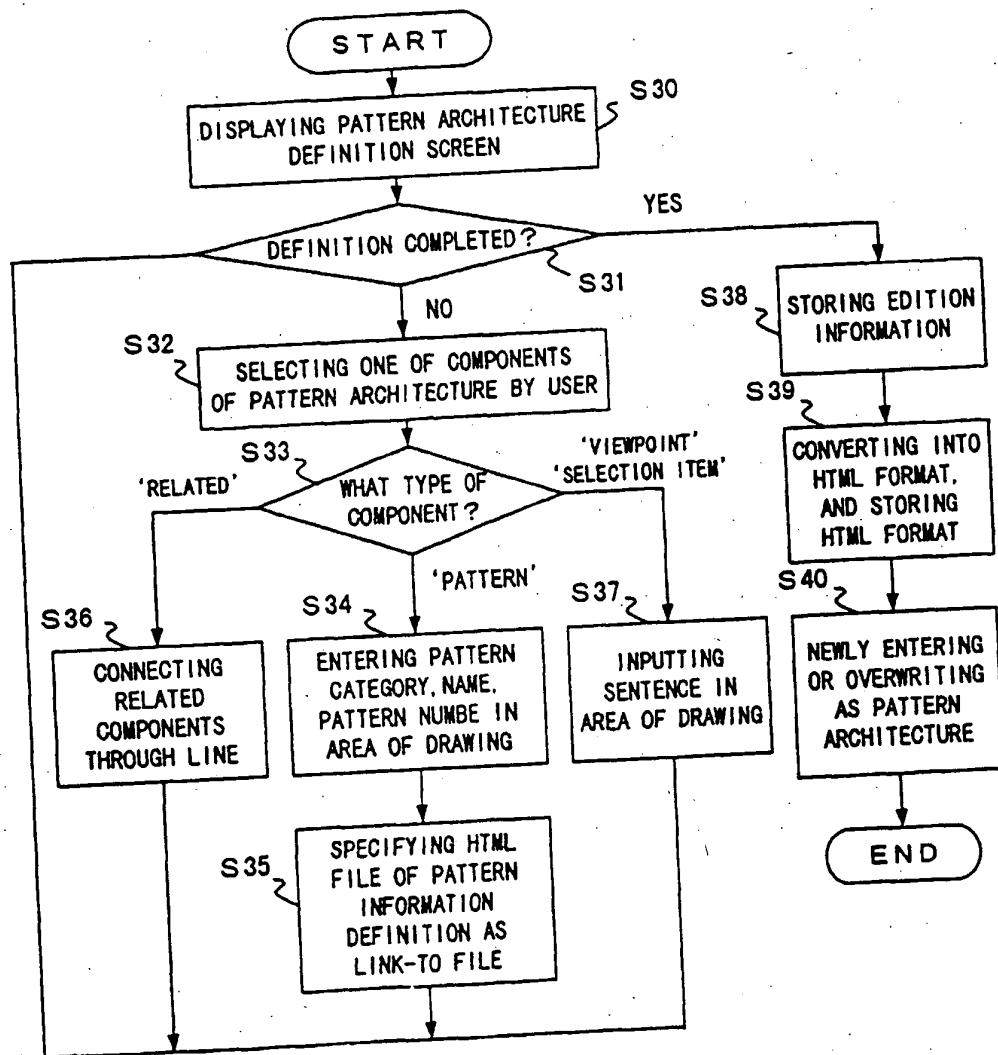 START
S30
DISPLAYING PATTERN ARCHITECTURE
DEFINITION SCREEN
YES
DEFINITION COMPLETED?
S31
NO
S38
STORING EDITION
INFORMATION
S32
SELECTING ONE OF COMPONENTS
OF PATTERN ARCHITECTURE BY USER
S39
S33
'VIEWPOINT'
'SELECTION ITEM'
'RELATED'
WHAT TYPE OF
COMPONENT?
CONVERTING INTO
HTML FORMAT,
AND STORING
HTML FORMAT
'PATTERN'
S40
S36
S34
S37
CONNECTING
RELATED
COMPONENTS
THROUGH LINE
ENTERING PATTERN
CATEGORY, NAME,
PATTERN NUMBE IN
AREA OF DRAWING
INPUTTING
SENTENCE IN
AREA OF DRAWING
NEWLY ENTERING
OR OVERWRITING
AS PATTERN
ARCHITECTURE
S35
SPECIFYING HTML
FILE OF PATTERN
INFORMATION
DEFINITION AS
LINK-TO FILE
END